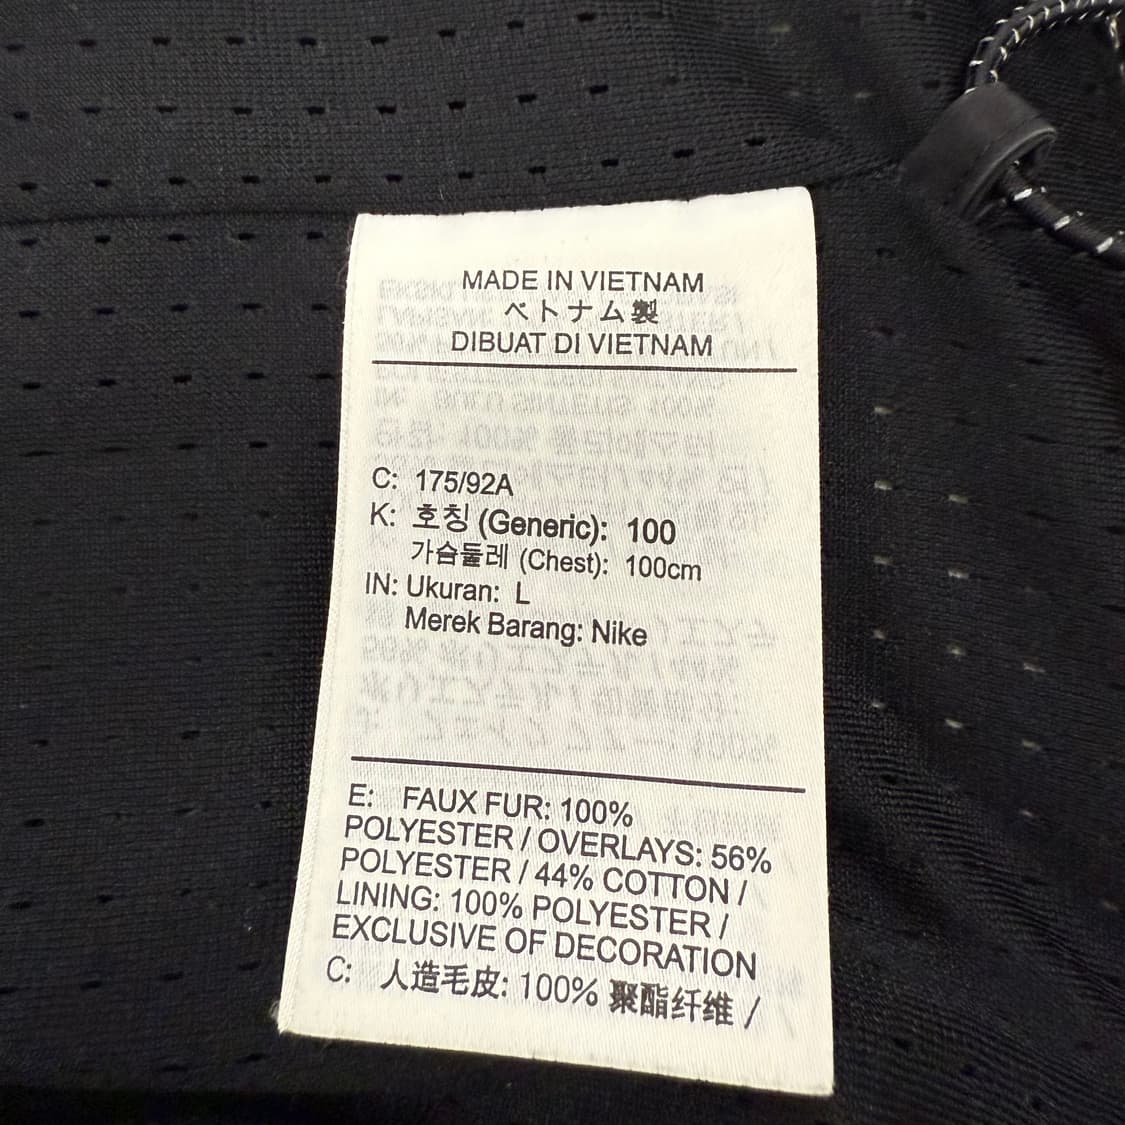 MADE IN VIETNAM
ベトナム製
DIBUAT DI VIETNAM
C: 175/92A
K: 호칭 (Generic): 100
가슴둘레 (Chest): 100cm
IN: Ukuran: L
Merek Barang: Nike
E: FAUX FUR: 100%
POLYESTER / OVERLAYS: 56%
POLYESTER / 44% COTTON /
LINING: 100% POLYESTER /
EXCLUSIVE OF DECORATION
C: 人造毛皮: 100% 聚酯纤维 /